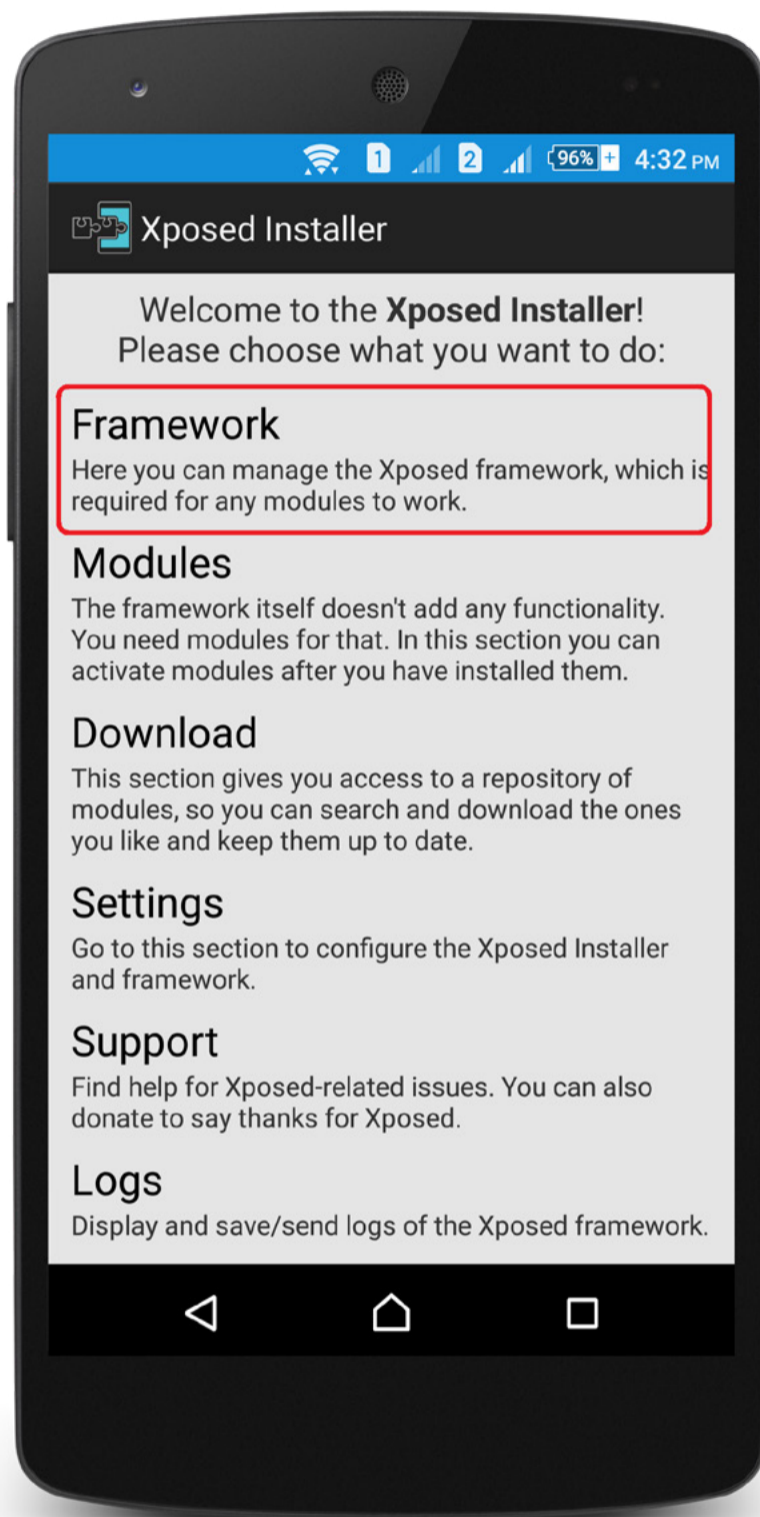 1 2 96% + 4:32 PM
Xposed Installer
Welcome to the Xposed Installer!
Please choose what you want to do:
Framework
Here you can manage the Xposed framework, which is
required for any modules to work.
Modules
The framework itself doesn't add any functionality.
You need modules for that. In this section you can
activate modules after you have installed them.
Download
This section gives you access to a repository of
modules, so you can search and download the ones
you like and keep them up to date.
Settings
Go to this section to configure the Xposed Installer
and framework.
Support
Find help for Xposed-related issues. You can also
donate to say thanks for Xposed.
Logs
Display and save/send logs of the Xposed framework.